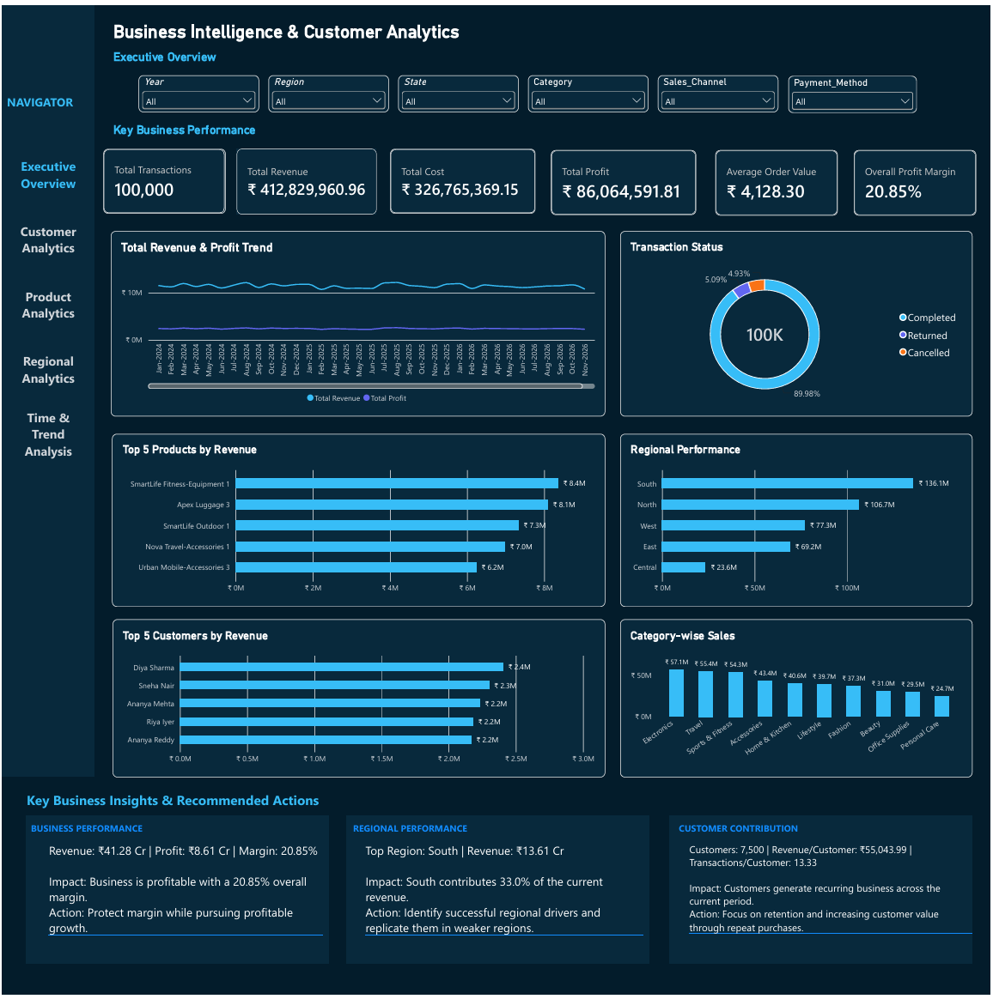 Business Intelligence & Customer Analytics
Executive Overview
Year
All
Region
All
State
All
Category
All
Sales_Channel
All
Payment_Method
All
NAVIGATOR
Executive
Overview
Customer
Analytics
Product
Analytics
Regional
Analytics
Time &
Trend
Analysis
Key Business Performance
Total Transactions
100,000
Total Revenue
₹ 412,829,960.96
Total Cost
₹ 326,765,369.15
Total Profit
₹ 86,064,591.81
Average Order Value
₹ 4,128.30
Overall Profit Margin
20.85%
Total Revenue & Profit Trend
₹ 10M
₹ 0M
Jan-2024
Feb-2024
Mar-2024
Apr-2024
May-2024
Jun-2024
Jul-2024
Aug-2024
Sep-2024
Oct-2024
Nov-2024
Dec-2024
Jan-2025
Feb-2025
Mar-2025
Apr-2025
May-2025
Jun-2025
Jul-2025
Aug-2025
Sep-2025
Oct-2025
Nov-2025
Dec-2025
Jan-2026
Feb-2026
Mar-2026
Apr-2026
May-2026
Jun-2026
Jul-2026
Aug-2026
Sep-2026
Oct-2026
Nov-2026
Total Revenue
Total Profit
Transaction Status
4.93%
5.09%
100K
89.98%
Completed
Returned
Cancelled
Top 5 Products by Revenue
SmartLife Fitness-Equipment 1 ₹ 8.4M
Apex Luggage 3 ₹ 8.1M
SmartLife Outdoor 1 ₹ 7.3M
Nova Travel-Accessories 1 ₹ 7.0M
Urban Mobile-Accessories 3 ₹ 6.2M
₹ 0M ₹ 2M ₹ 4M ₹ 6M ₹ 8M
Regional Performance
South ₹ 136.1M
North ₹ 106.7M
West ₹ 77.3M
East ₹ 69.2M
Central ₹ 23.6M
₹ 0M ₹ 50M ₹ 100M
Top 5 Customers by Revenue
Diya Sharma ₹ 2.4M
Sneha Nair ₹ 2.3M
Ananya Mehta ₹ 2.2M
Riya Iyer ₹ 2.2M
Ananya Reddy ₹ 2.2M
₹ 0.0M ₹ 0.5M ₹ 1.0M ₹ 1.5M ₹ 2.0M ₹ 2.5M ₹ 3.0M
Category-wise Sales
₹ 57.1M ₹ 55.4M ₹ 54.3M ₹ 43.4M ₹ 40.6M ₹ 39.7M ₹ 37.3M ₹ 31.0M ₹ 29.5M ₹ 24.7M
₹ 50M
₹ 0M
Electronics
Travel
Sports & Fitness
Accessories
Home & Kitchen
Lifestyle
Fashion
Beauty
Office Supplies
Personal Care
Key Business Insights & Recommended Actions
BUSINESS PERFORMANCE
Revenue: ₹41.28 Cr | Profit: ₹8.61 Cr | Margin: 20.85%
Impact: Business is profitable with a 20.85% overall
margin.
Action: Protect margin while pursuing profitable
growth.
REGIONAL PERFORMANCE
Top Region: South | Revenue: ₹13.61 Cr
Impact: South contributes 33.0% of the current
revenue.
Action: Identify successful regional drivers and
replicate them in weaker regions.
CUSTOMER CONTRIBUTION
Customers: 7,500 | Revenue/Customer: ₹55,043.99 |
Transactions/Customer: 13.33
Impact: Customers generate recurring business across the
current period.
Action: Focus on retention and increasing customer value
through repeat purchases.